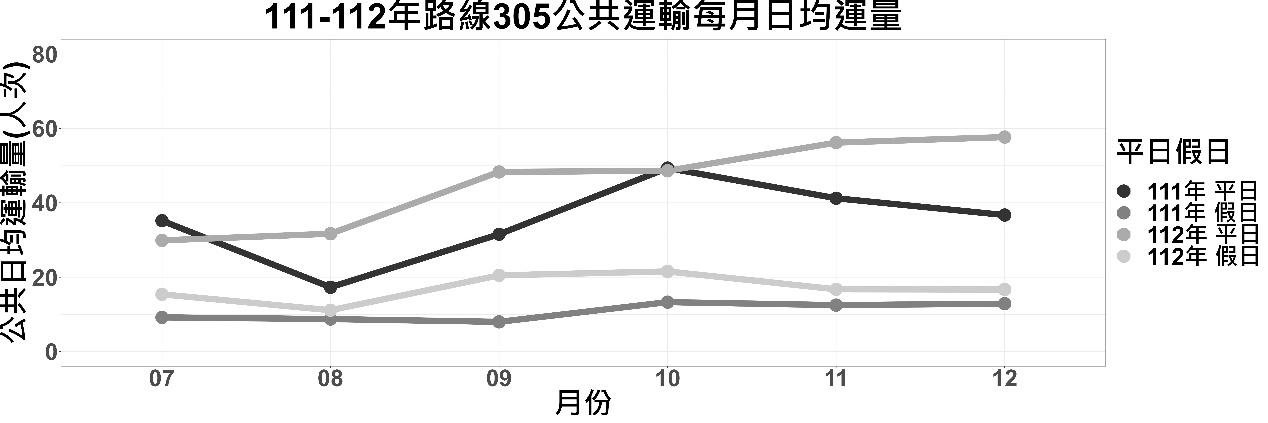 111-112年路線305公共運輸每月日均運量
公共日均運輸量(人次)
80
60
40
20
0
07 08 09 10 11 12
月份
平日假日
111年 平日
111年 假日
112年 平日
112年 假日